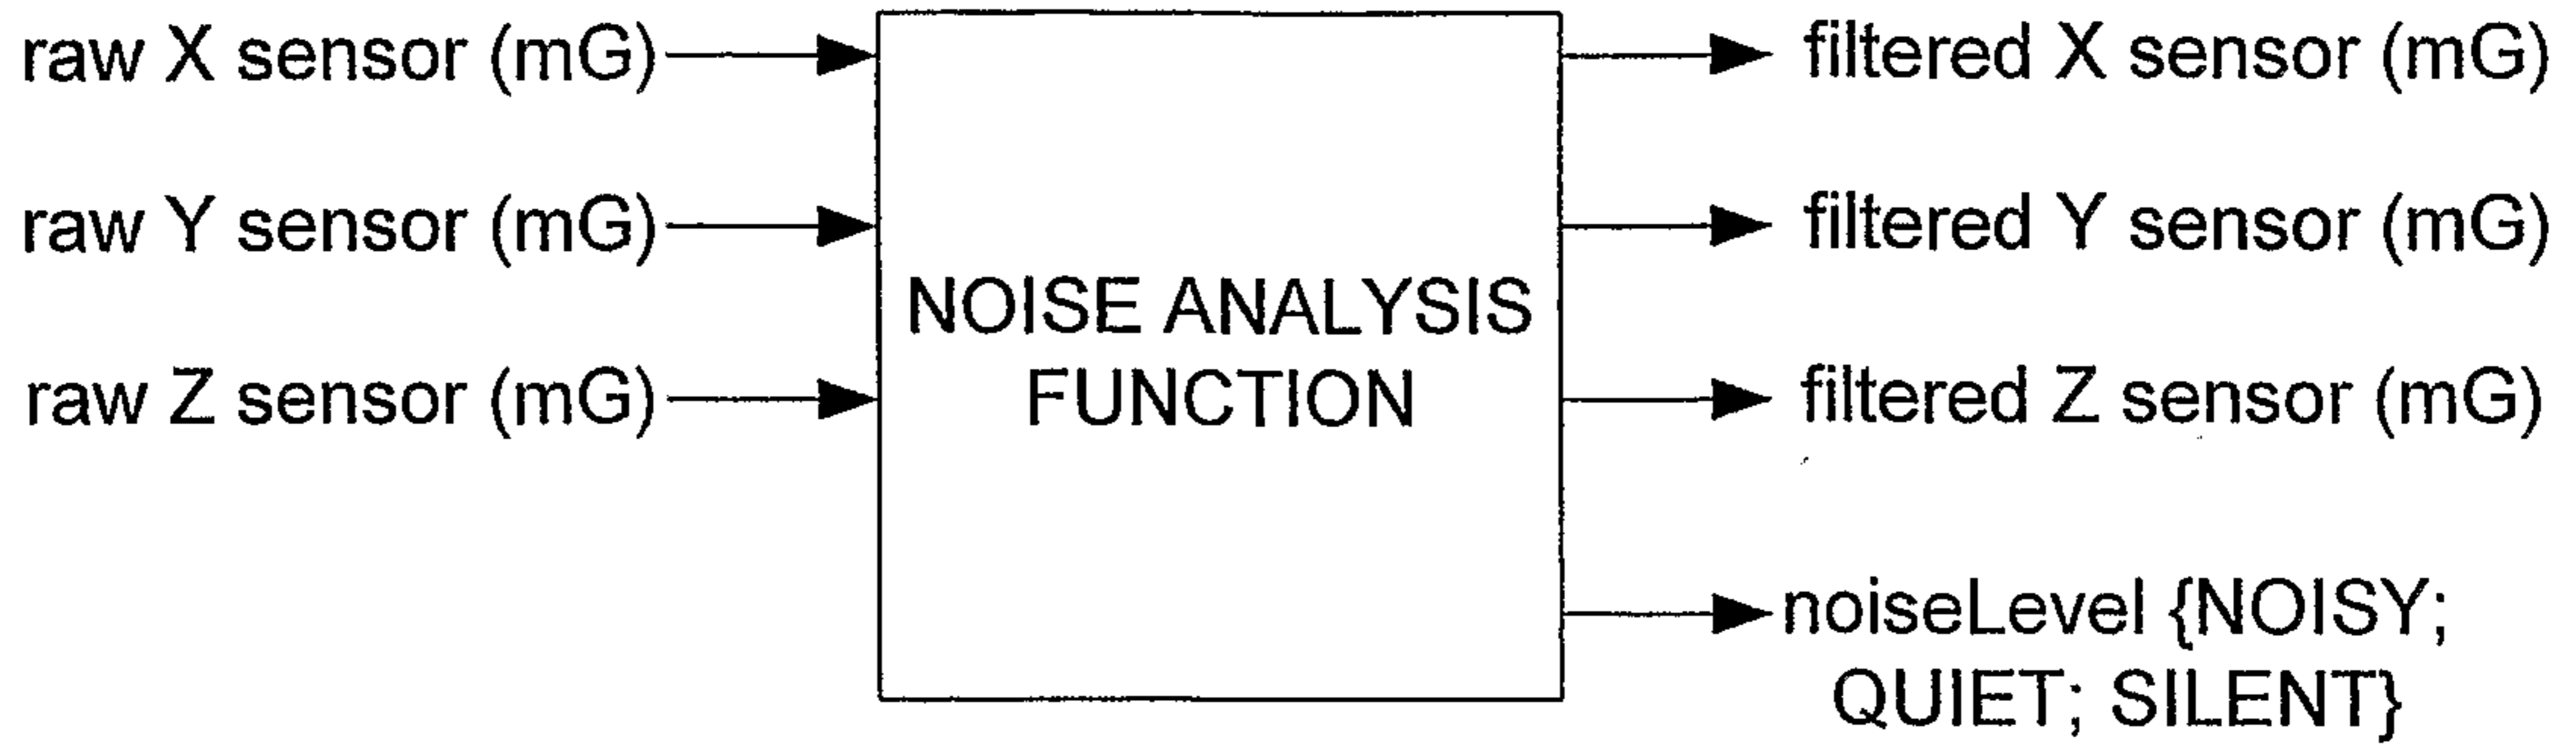 raw X sensor (mG)
raw Y sensor (mG)
raw Z sensor (mG)
NOISE ANALYSIS
FUNCTION
filtered X sensor (mG)
filtered Y sensor (mG)
filtered Z sensor (mG)
noiseLevel {NOISY;
QUIET; SILENT}